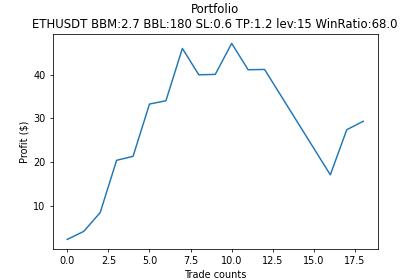 Portfolio
ETHUSDT BBM:2.7 BBL:180 SL:0.6 TP:1.2 lev:15 WinRatio:68.0
40
30
20
10
Profit ($)
0.0 2.5 5.0 7.5 10.0 12.5 15.0 17.5
Trade counts